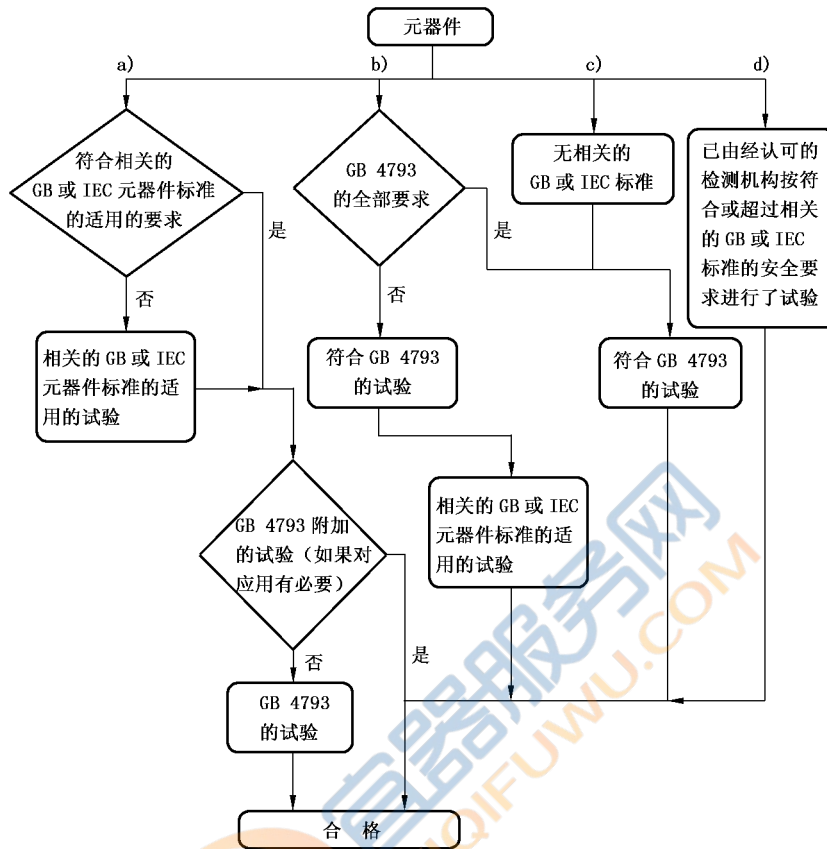 元器件
a)
b)
c)
d)
符合相关的
GB 或 IEC 元器件标准
的适用的要求
是
否
相关的 GB 或 IEC
元器件标准的适
用的试验
GB 4793
的全部要求
是
否
符合 GB 4793
的试验
无相关的
GB 或 IEC 标准
符合 GB 4793
的试验
已由经认可的
检测机构按符
合或超过相关
的 GB 或 IEC
标准的安全要
求进行了试验
相关的 GB 或 IEC
元器件标准的适
用的试验
GB 4793 附加
的试验（如果对
应用有必要）
是
否
GB 4793
的试验
合 格
器服务网
QIFUWU.COM